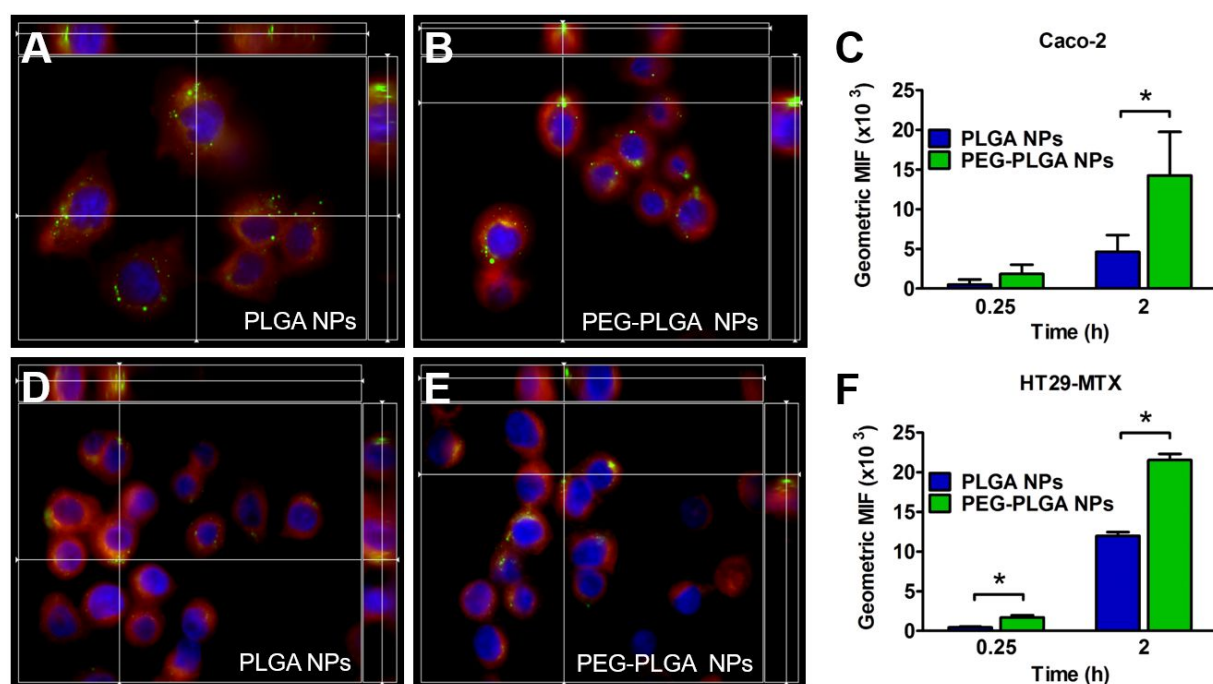 A
PLGA NPs
B
PEG-PLGA NPs
C
Caco-2
Geometric MIF (x10 3)
25
20
15
10
5
0
PLGA NPs
PEG-PLGA NPs
*
0.25
2
Time (h)
D
PLGA NPs
E
PEG-PLGA NPs
F
HT29-MTX
Geometric MIF (x10 3)
25
20
15
10
5
0
PLGA NPs
PEG-PLGA NPs
*
*
0.25
2
Time (h)